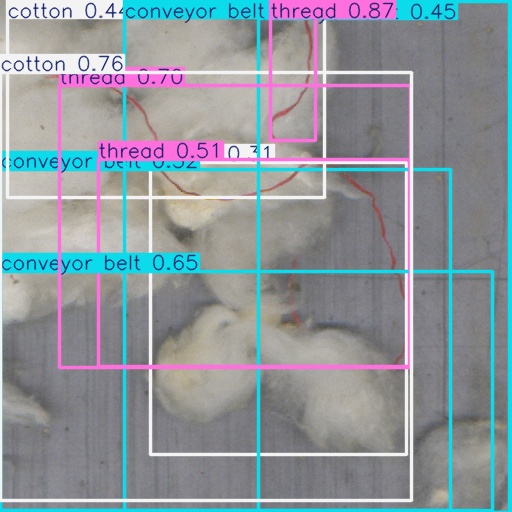 cotton 0.44
conveyor belt
thread 0.87
0.45
cotton 0.76
thread 0.70
thread 0.51
0.31
conveyor belt 0.52
conveyor belt 0.65